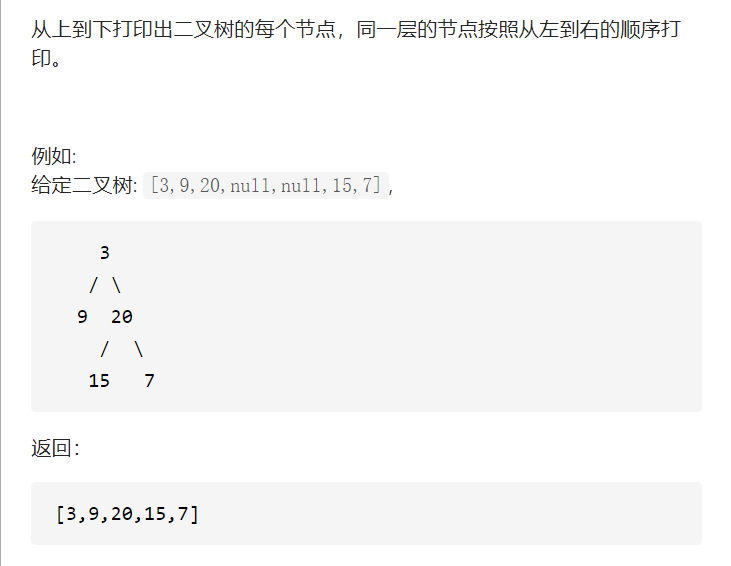 从上到下打印出二叉树的每个节点，同一层的节点按照从左到右的顺序打
印。
例如:
给定二叉树: [3,9,20,null,null,15,7],
3
/ \
9 20
/ \
15 7
返回：
[3,9,20,15,7]